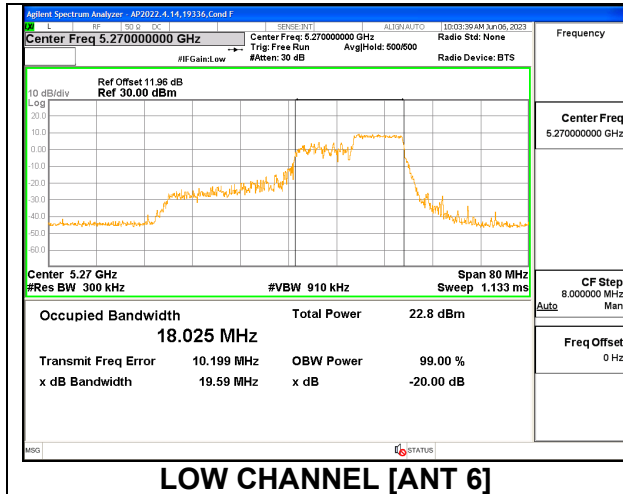 Agilent Spectrum Analyzer - AP2022.4.14,19336,Cond F
L RF 50 Ω DC SENSE:INT ALIGN AUTO 10:03:39 AM Jun 06, 2023
Center Freq 5.270000000 GHz
Center Freq: 5.270000000 GHz Radio Std: None
Trig: Free Run Avg|Hold: 500/500
#IFGain:Low #Atten: 30 dB Radio Device: BTS
Frequency
Ref Offset 11.96 dB
10 dB/div Ref 30.00 dBm
Log
20.0
10.0
0.00
-10.0
-20.0
-30.0
-40.0
-50.0
-60.0
Center Freq
5.270000000 GHz
Center 5.27 GHz Span 80 MHz
#Res BW 300 kHz #VBW 910 kHz Sweep 1.133 ms
CF Step
8.000000 MHz
Auto Man
Occupied Bandwidth Total Power 22.8 dBm
18.025 MHz
Transmit Freq Error 10.199 MHz OBW Power 99.00 %
x dB Bandwidth 19.59 MHz x dB -20.00 dB
Freq Offset
0 Hz
MSG STATUS
LOW CHANNEL [ANT 6]